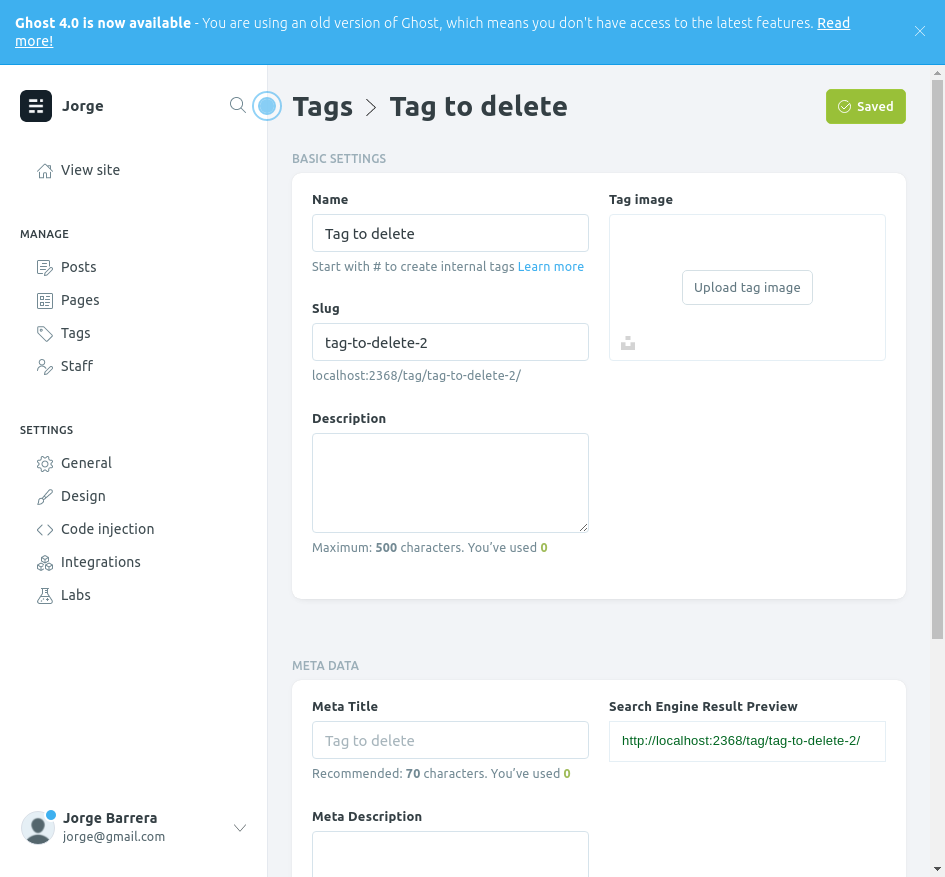 Ghost 4.0 is now available - You are using an old version of Ghost, which means you don't have access to the latest features. Read
more!
Jorge
View site
MANAGE
Posts
Pages
Tags
Staff
SETTINGS
General
Design
Code injection
Integrations
Labs
Jorge Barrera
jorge@gmail.com
Tags > Tag to delete
Saved
BASIC SETTINGS
Name
Tag to delete
Start with # to create internal tags Learn more
Slug
tag-to-delete-2
localhost:2368/tag/tag-to-delete-2/
Description
Maximum: 500 characters. You’ve used 0
Tag image
Upload tag image
META DATA
Meta Title
Tag to delete
Recommended: 70 characters. You’ve used 0
Meta Description
Search Engine Result Preview
http://localhost:2368/tag/tag-to-delete-2/